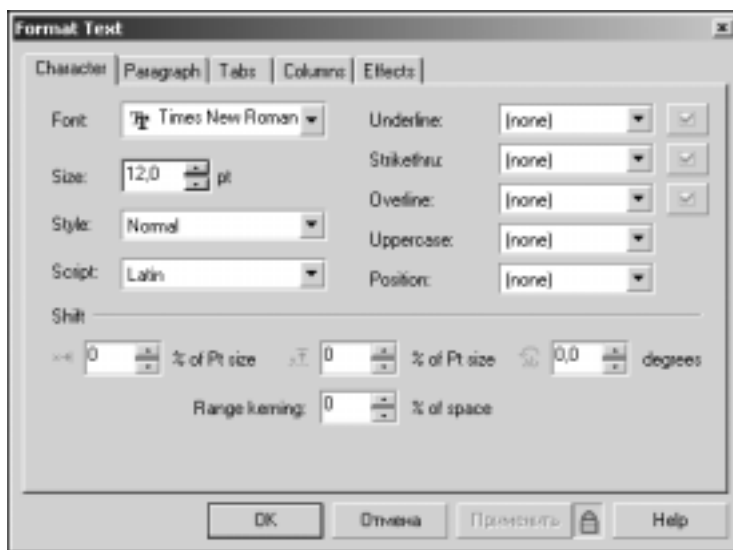 Format Text
Character Paragraph Tabs Columns Effects
Font: Times New Roman Underline: (none)
Size: 12,0 pt Strikethru: (none)
Overline: (none)
Style: Normal Uppercase: (none)
Script: Latin Position: (none)
Shift
0 % of Pt size 0 % of Pt size 0,0 degrees
Range kerning: 0 % of space
OK Отмена Применить Help